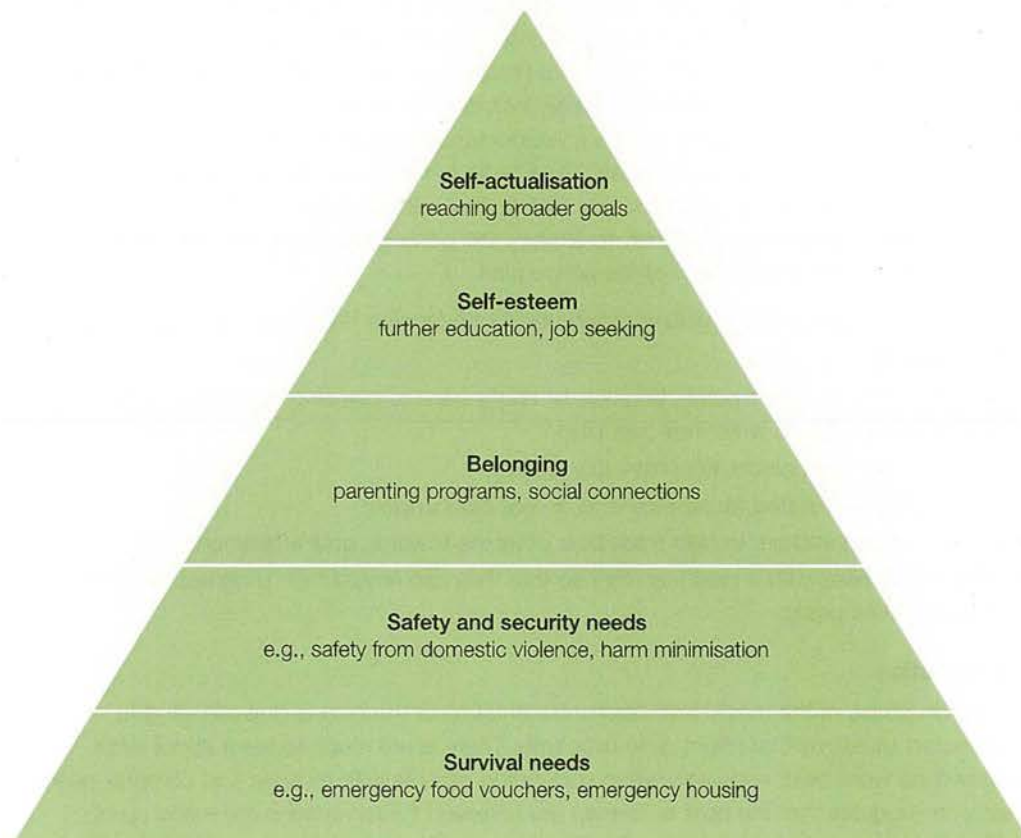 Self-actualisation
reaching broader goals
Self-esteem
further education, job seeking
Belonging
parenting programs, social connections
Safety and security needs
e.g., safety from domestic violence, harm minimisation
Survival needs
e.g., emergency food vouchers, emergency housing